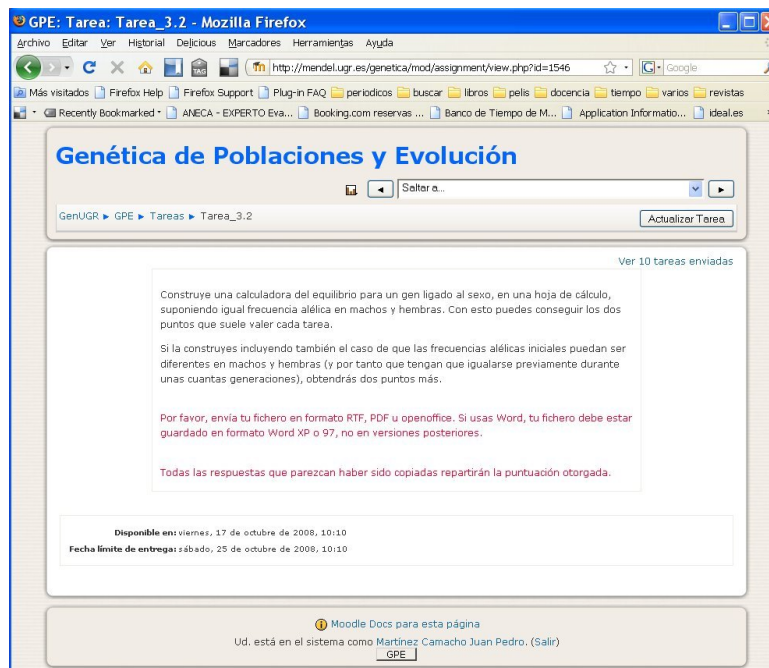 GPE: Tarea: Tarea_3.2 - Mozilla Firefox
Archivo Editar Ver Historial Delicious Marcadores Herramientas Ayuda
TAG http://mendel.ugr.es/genetica/mod/assignment/view.php?id=1546 G Google
Más visitados Firefox Help Firefox Support Plug-in FAQ periodicos buscar libros pelis docencia tiempo varios revistas
Recently Bookmarked ANECA - EXPERTO Eva... Booking.com reservas ... Banco de Tiempo de M... Application Informatio... ideal.es
Genética de Poblaciones y Evolución
Saltar a...
GenUGR ► GPE ► Tareas ► Tarea_3.2 Actualizar Tarea
Ver 10 tareas enviadas
Construye una calculadora del equilibrio para un gen ligado al sexo, en una hoja de cálculo,
suponiendo igual frecuencia alélica en machos y hembras. Con esto puedes conseguir los dos
puntos que suele valer cada tarea.
Si la construyes incluyendo también el caso de que las frecuencias alélicas iniciales puedan ser
diferentes en machos y hembras (y por tanto que tengan que igualarse previamente durante
unas cuantas generaciones), obtendrás dos puntos más.
Por favor, envía tu fichero en formato RTF, PDF u openoffice. Si usas Word, tu fichero debe estar
guardado en formato Word XP o 97, no en versiones posteriores.
Todas las respuestas que parezcan haber sido copiadas repartirán la puntuación otorgada.
Disponible en: viernes, 17 de octubre de 2008, 10:10
Fecha límite de entrega: sábado, 25 de octubre de 2008, 10:10
Moodle Docs para esta página
Ud. está en el sistema como Martínez Camacho Juan Pedro. (Salir)
GPE